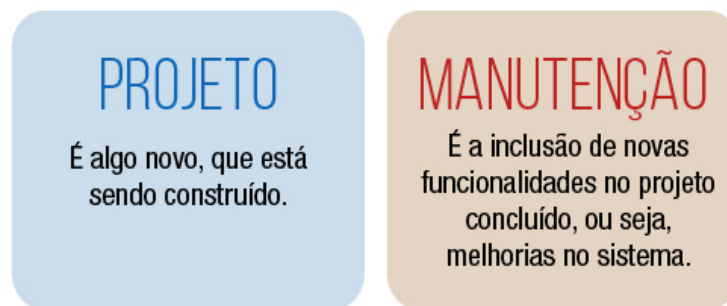 PROJETO
É algo novo, que está
sendo construído.
MANUTENÇÃO
É a inclusão de novas
funcionalidades no projeto
concluído, ou seja,
melhorias no sistema.